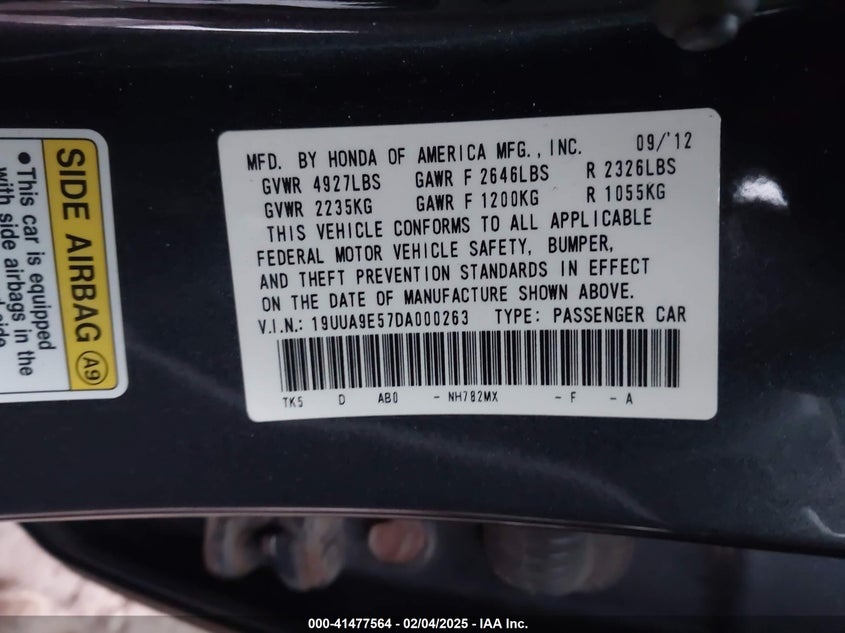 SIDE AIRBAG A9
•This car is equipped
with side airbags in the
MFD. BY HONDA OF AMERICA MFG., INC. 09/'12
GVWR 4927LBS GAWR F 2646LBS R 2326LBS
GVWR 2235KG GAWR F 1200KG R 1055KG
THIS VEHICLE CONFORMS TO ALL APPLICABLE
FEDERAL MOTOR VEHICLE SAFETY, BUMPER,
AND THEFT PREVENTION STANDARDS IN EFFECT
ON THE DATE OF MANUFACTURE SHOWN ABOVE.
V.I.N.: 19UUA9E57DA000263 TYPE: PASSENGER CAR
TK5 D AB0 - NH782MX - F - A
000-41477564 - 02/04/2025 - IAA Inc.